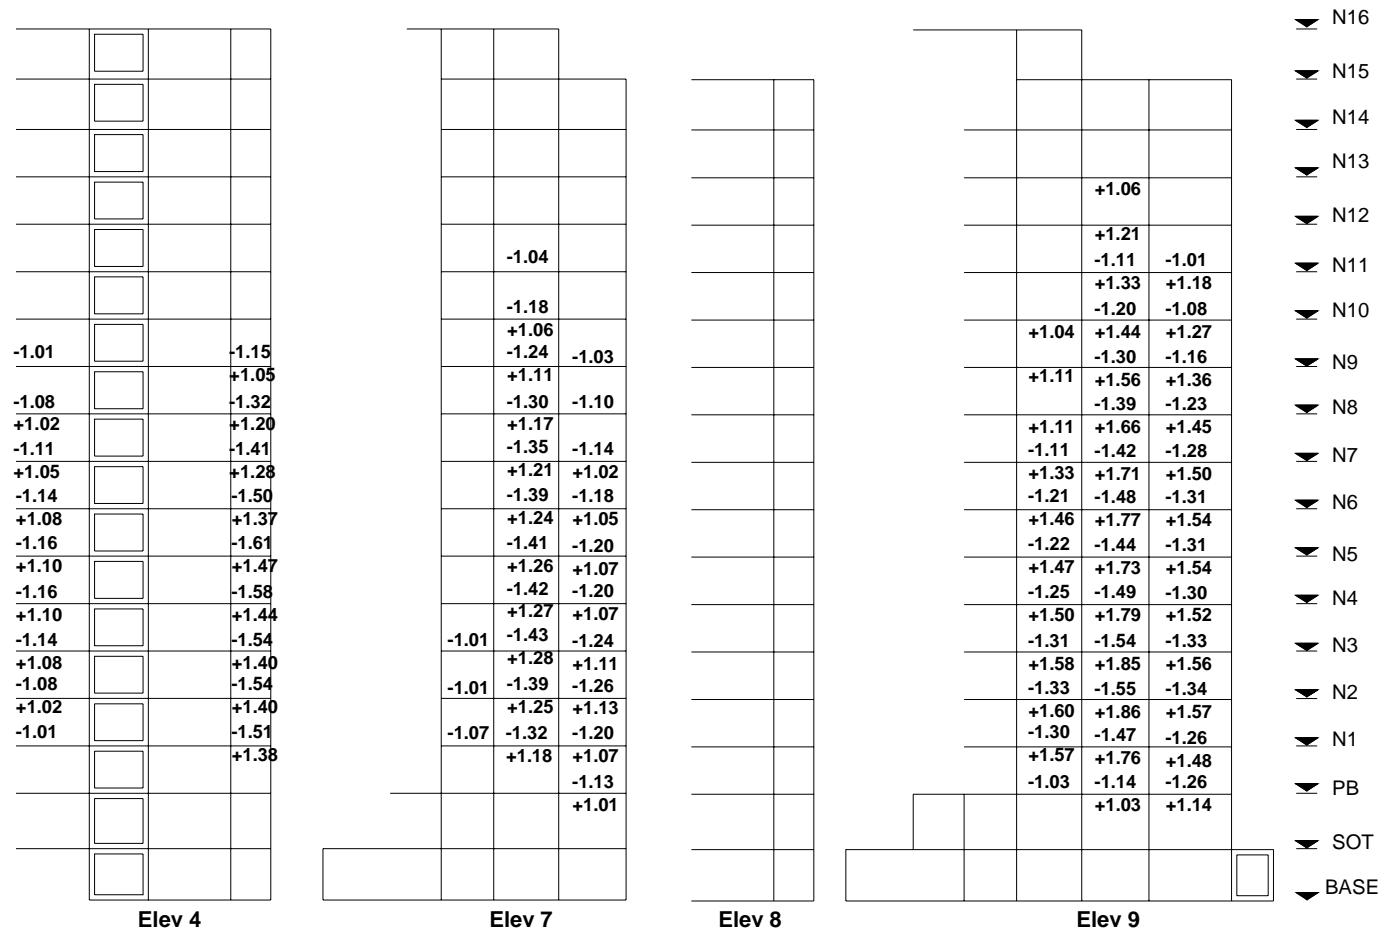 N16
N15
N14
N13
+1.06
N12
+1.21
-1.04 -1.11 -1.01
N11
+1.33 +1.18
-1.18 -1.20 -1.08
N10
+1.06 +1.04 +1.44 +1.27
-1.01 -1.15 -1.24 -1.03 -1.30 -1.16
N9
+1.05 +1.11 +1.11 +1.56 +1.36
-1.08 -1.32 -1.30 -1.10 -1.39 -1.23
N8
+1.02 +1.20 +1.17 +1.11 +1.66 +1.45
-1.11 -1.41 -1.35 -1.14 -1.11 -1.42 -1.28
N7
+1.05 +1.28 +1.21 +1.02 +1.33 +1.71 +1.50
-1.14 -1.50 -1.39 -1.18 -1.21 -1.48 -1.31
N6
+1.08 +1.37 +1.24 +1.05 +1.46 +1.77 +1.54
-1.16 -1.61 -1.41 -1.20 -1.22 -1.44 -1.31
N5
+1.10 +1.47 +1.26 +1.07 +1.47 +1.73 +1.54
-1.16 -1.58 -1.42 -1.20 -1.25 -1.49 -1.30
N4
+1.10 +1.44 +1.27 +1.07 +1.50 +1.79 +1.52
-1.14 -1.54 -1.01 -1.43 -1.24 -1.31 -1.54 -1.33
N3
+1.08 +1.40 +1.28 +1.11 +1.58 +1.85 +1.56
-1.08 -1.54 -1.01 -1.39 -1.26 -1.33 -1.55 -1.34
N2
+1.02 +1.40 +1.25 +1.13 +1.60 +1.86 +1.57
-1.01 -1.51 -1.07 -1.32 -1.20 -1.30 -1.47 -1.26
N1
+1.38 +1.18 +1.07 +1.57 +1.76 +1.48
-1.13 -1.03 -1.14 -1.26
PB
+1.01 +1.03 +1.14
SOT
BASE
Elev 4 Elev 7 Elev 8 Elev 9